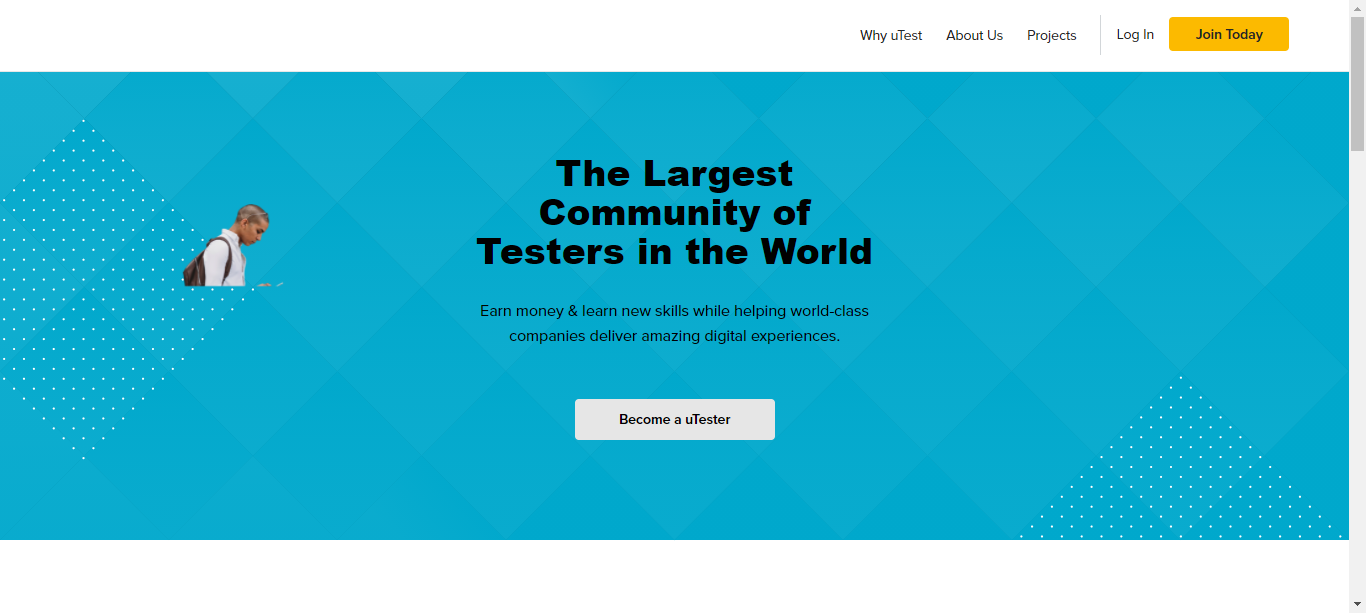 Why uTest About Us Projects Log In Join Today
The Largest
Community of
Testers in the World
Earn money & learn new skills while helping world-class
companies deliver amazing digital experiences.
Become a uTester